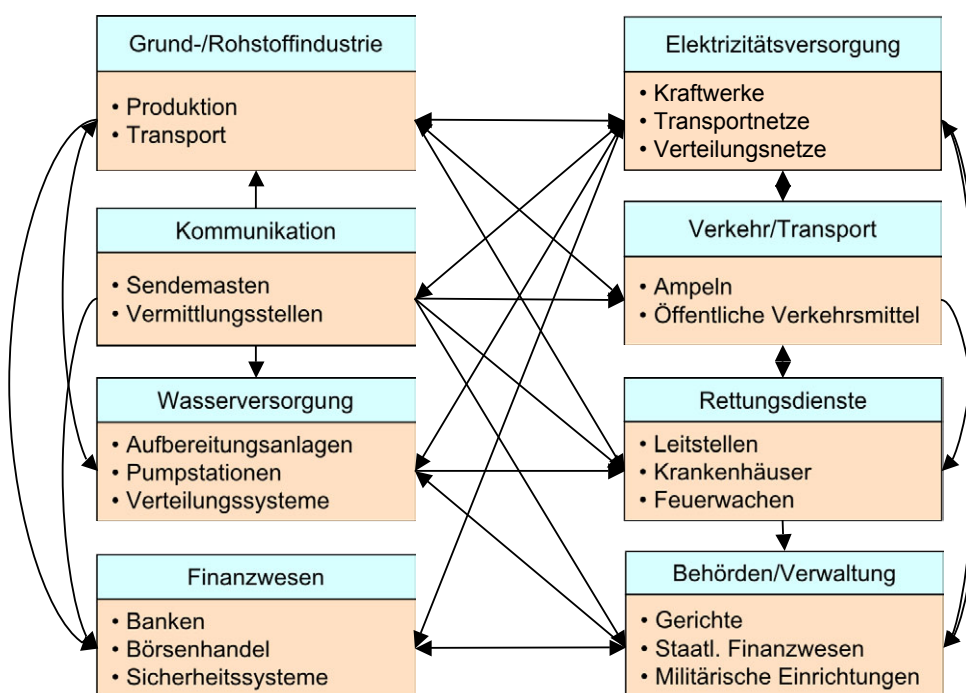 Grund-/Rohstoffindustrie
• Produktion
• Transport
Kommunikation
• Sendemasten
• Vermittlungsstellen
Wasserversorgung
• Aufbereitungsanlagen
• Pumpstationen
• Verteilungssysteme
Finanzwesen
• Banken
• Börsenhandel
• Sicherheitssysteme
Elektrizitätsversorgung
• Kraftwerke
• Transportnetze
• Verteilungsnetze
Verkehr/Transport
• Ampeln
• Öffentliche Verkehrsmittel
Rettungsdienste
• Leitstellen
• Krankenhäuser
• Feuerwachen
Behörden/Verwaltung
• Gerichte
• Staatl. Finanzwesen
• Militärische Einrichtungen